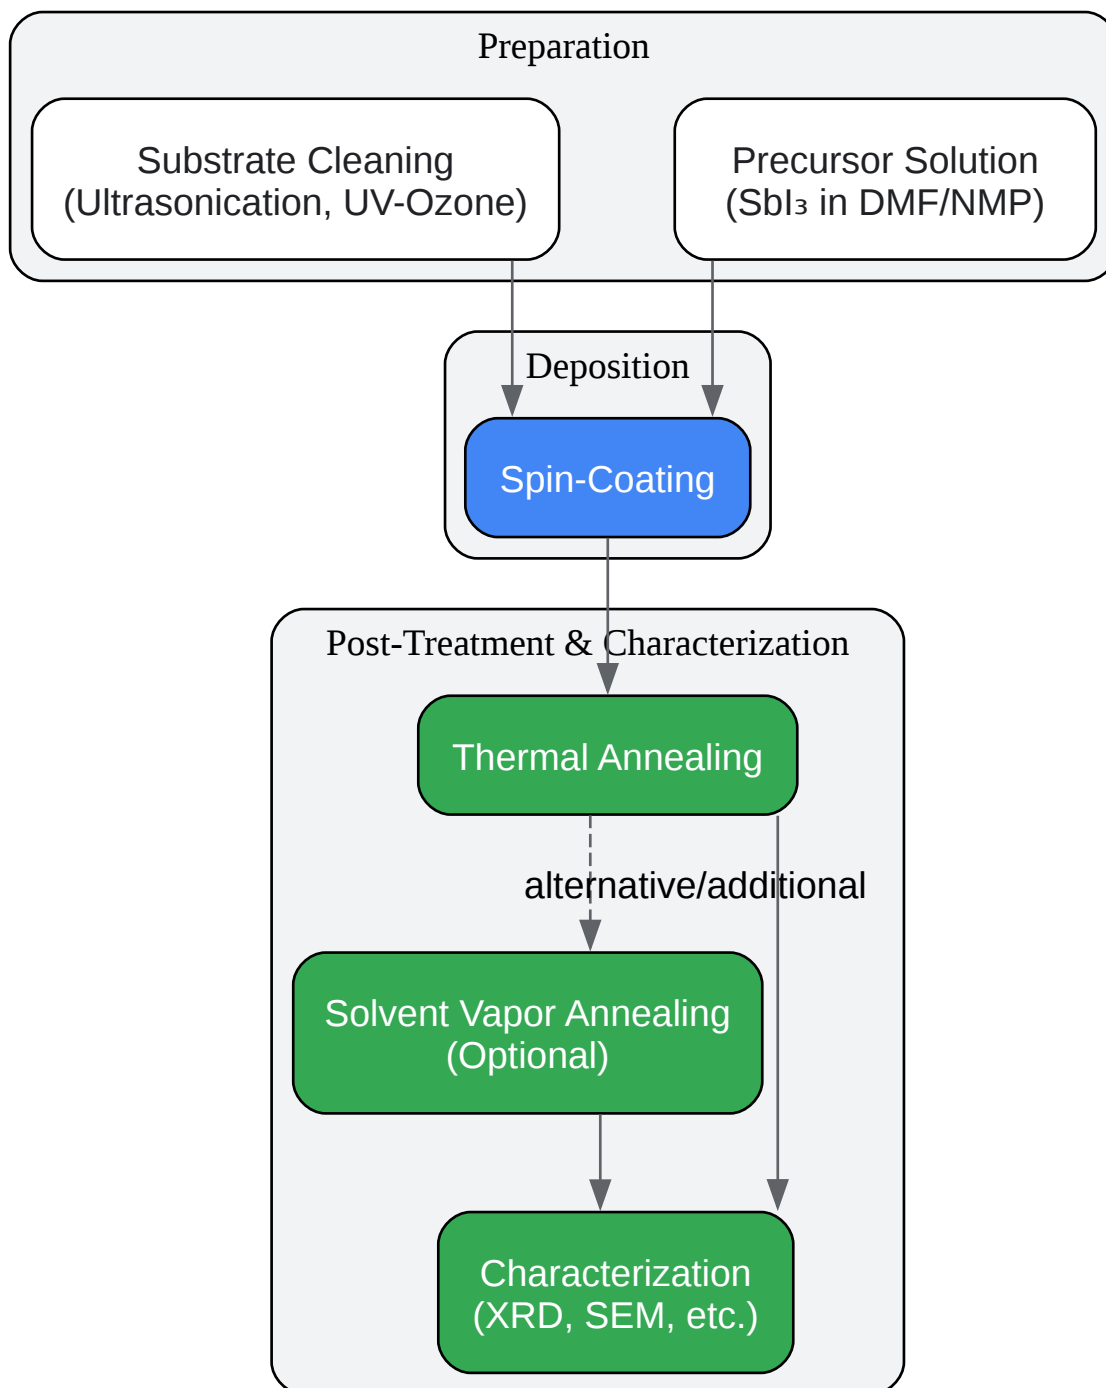 Preparation
Substrate Cleaning
(Ultrasonication, UV-Ozone)
Precursor Solution
(SbI₃ in DMF/NMP)
Deposition
Spin-Coating
Post-Treatment & Characterization
Thermal Annealing
alternative/additional
Solvent Vapor Annealing
(Optional)
Characterization
(XRD, SEM, etc.)